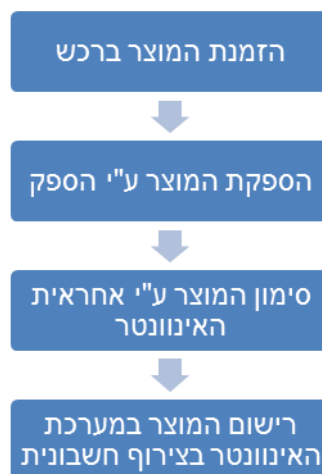 הזמנת המוצר ברכש
הספקת המוצר ע"י הספק
סימון המוצר ע"י אחראית
האינוונטר
רישום המוצר במערכת
האינוונטר בצירוף חשבונית